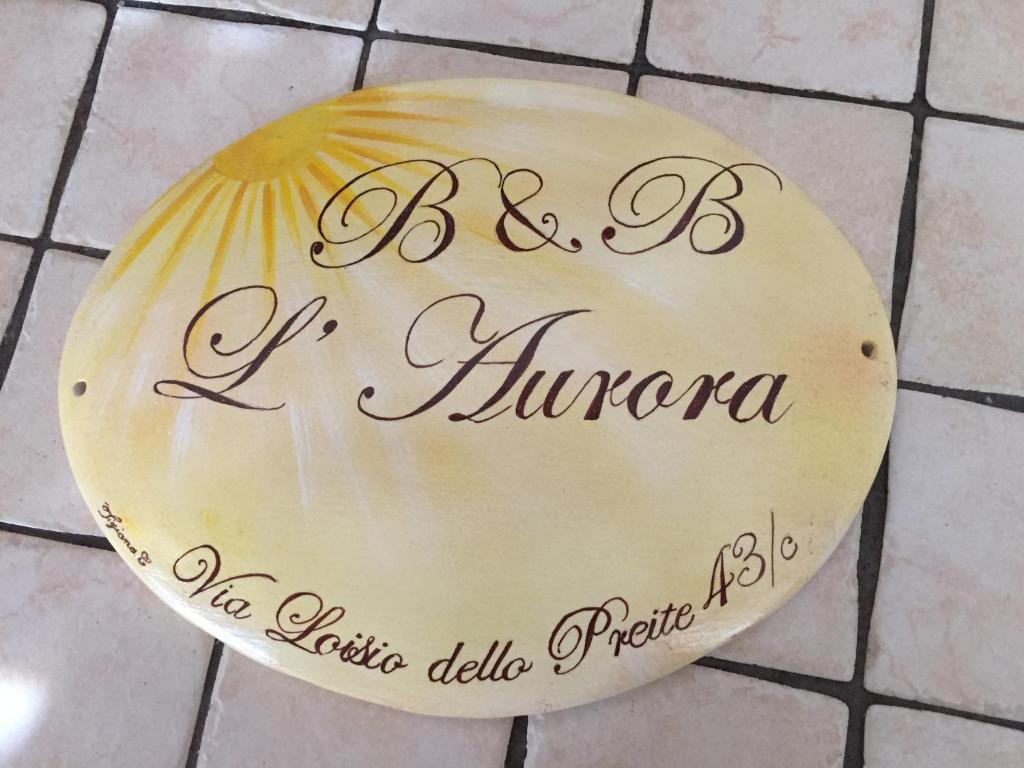 B & B
L' Aurora
Via Loisio dello Preite 43/c